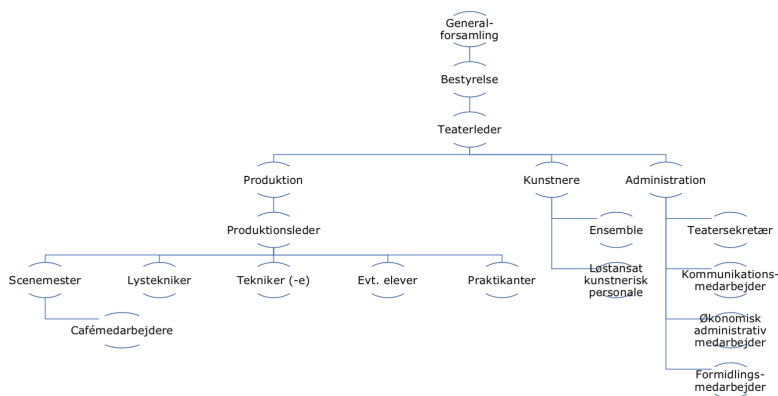 General-
forsamling
Bestyrelse
Teaterleder
Produktion
Kunstnere
Administration
Produktionsleder
Ensemble
Teatersekretær
Scenemester
Lystekniker
Tekniker (-e)
Evt. elever
Praktikanter
Løstansat
kunstnerisk
personale
Kommunikations-
medarbejder
Cafémedarbejdere
Økonomisk
administrativ
medarbejder
Formidlings-
medarbejder